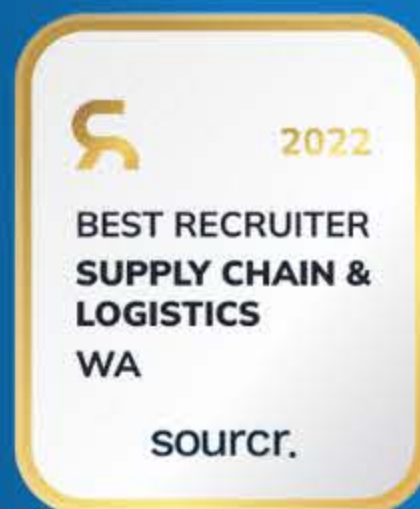 2022
BEST RECRUITER
SUPPLY CHAIN &
LOGISTICS
WA
sourcr.